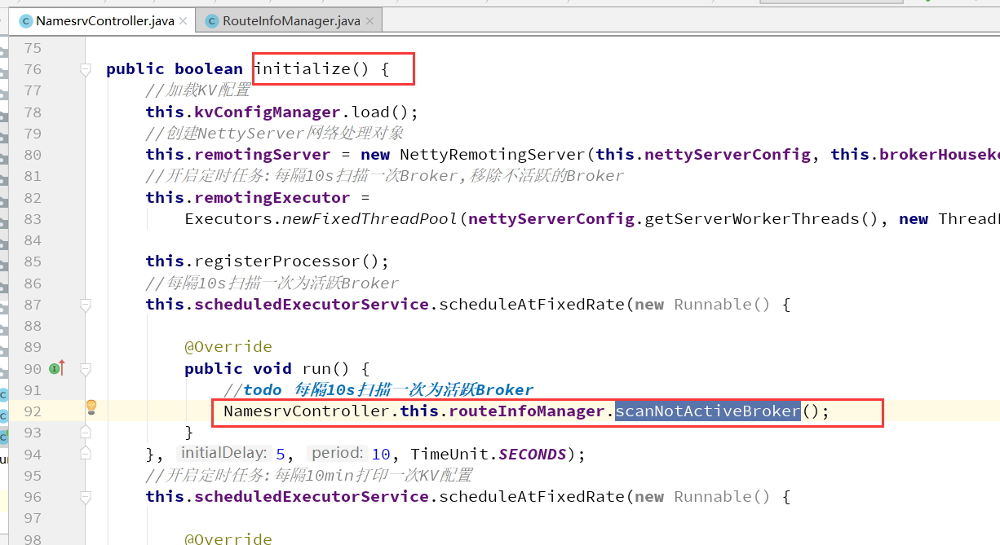 NamesrvController.java RouteInfoManager.java
75
76 public boolean initialize() {
77 //加载KV配置
78 this.kvConfigManager.load();
79 //创建NettyServer网络处理对象
80 this.remotingServer = new NettyRemotingServer(this.nettyServerConfig, this.brokerHousek
81 //开启定时任务:每隔10s扫描一次Broker,移除不活跃的Broker
82 this.remotingExecutor =
83 Executors.newFixedThreadPool(nettyServerConfig.getServerWorkerThreads(), new Thread
84
85 this.registerProcessor();
86 //每隔10s扫描一次为活跃Broker
87 this.scheduledExecutorService.scheduleAtFixedRate(new Runnable() {
88
89 @Override
90 public void run() {
91 //todo 每隔10s扫描一次为活跃Broker
92 NamesrvController.this.routeInfoManager.scanNotActiveBroker();
93 }
94 }, initialDelay: 5, period: 10, TimeUnit.SECONDS);
95 //开启定时任务:每隔10min打印一次KV配置
96 this.scheduledExecutorService.scheduleAtFixedRate(new Runnable() {
97
98 @Override